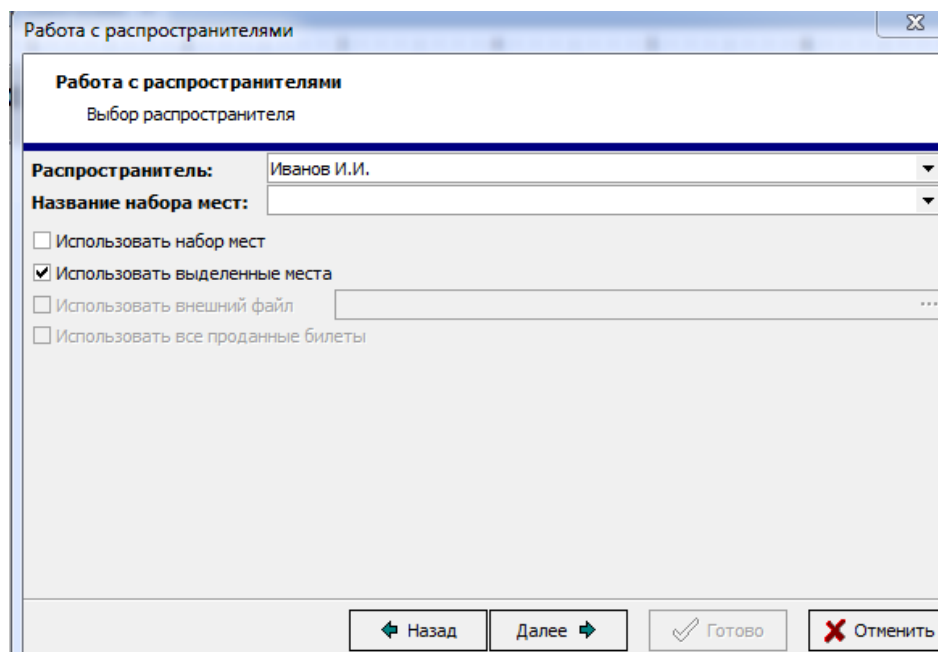 Работа с распространителями
Работа с распространителями
Выбор распространителя
Распространитель: Иванов И.И.
Название набора мест:
Использовать набор мест
Использовать выделенные места
Использовать внешний файл ...
Использовать все проданные билеты
Назад Далее Готово Отменить